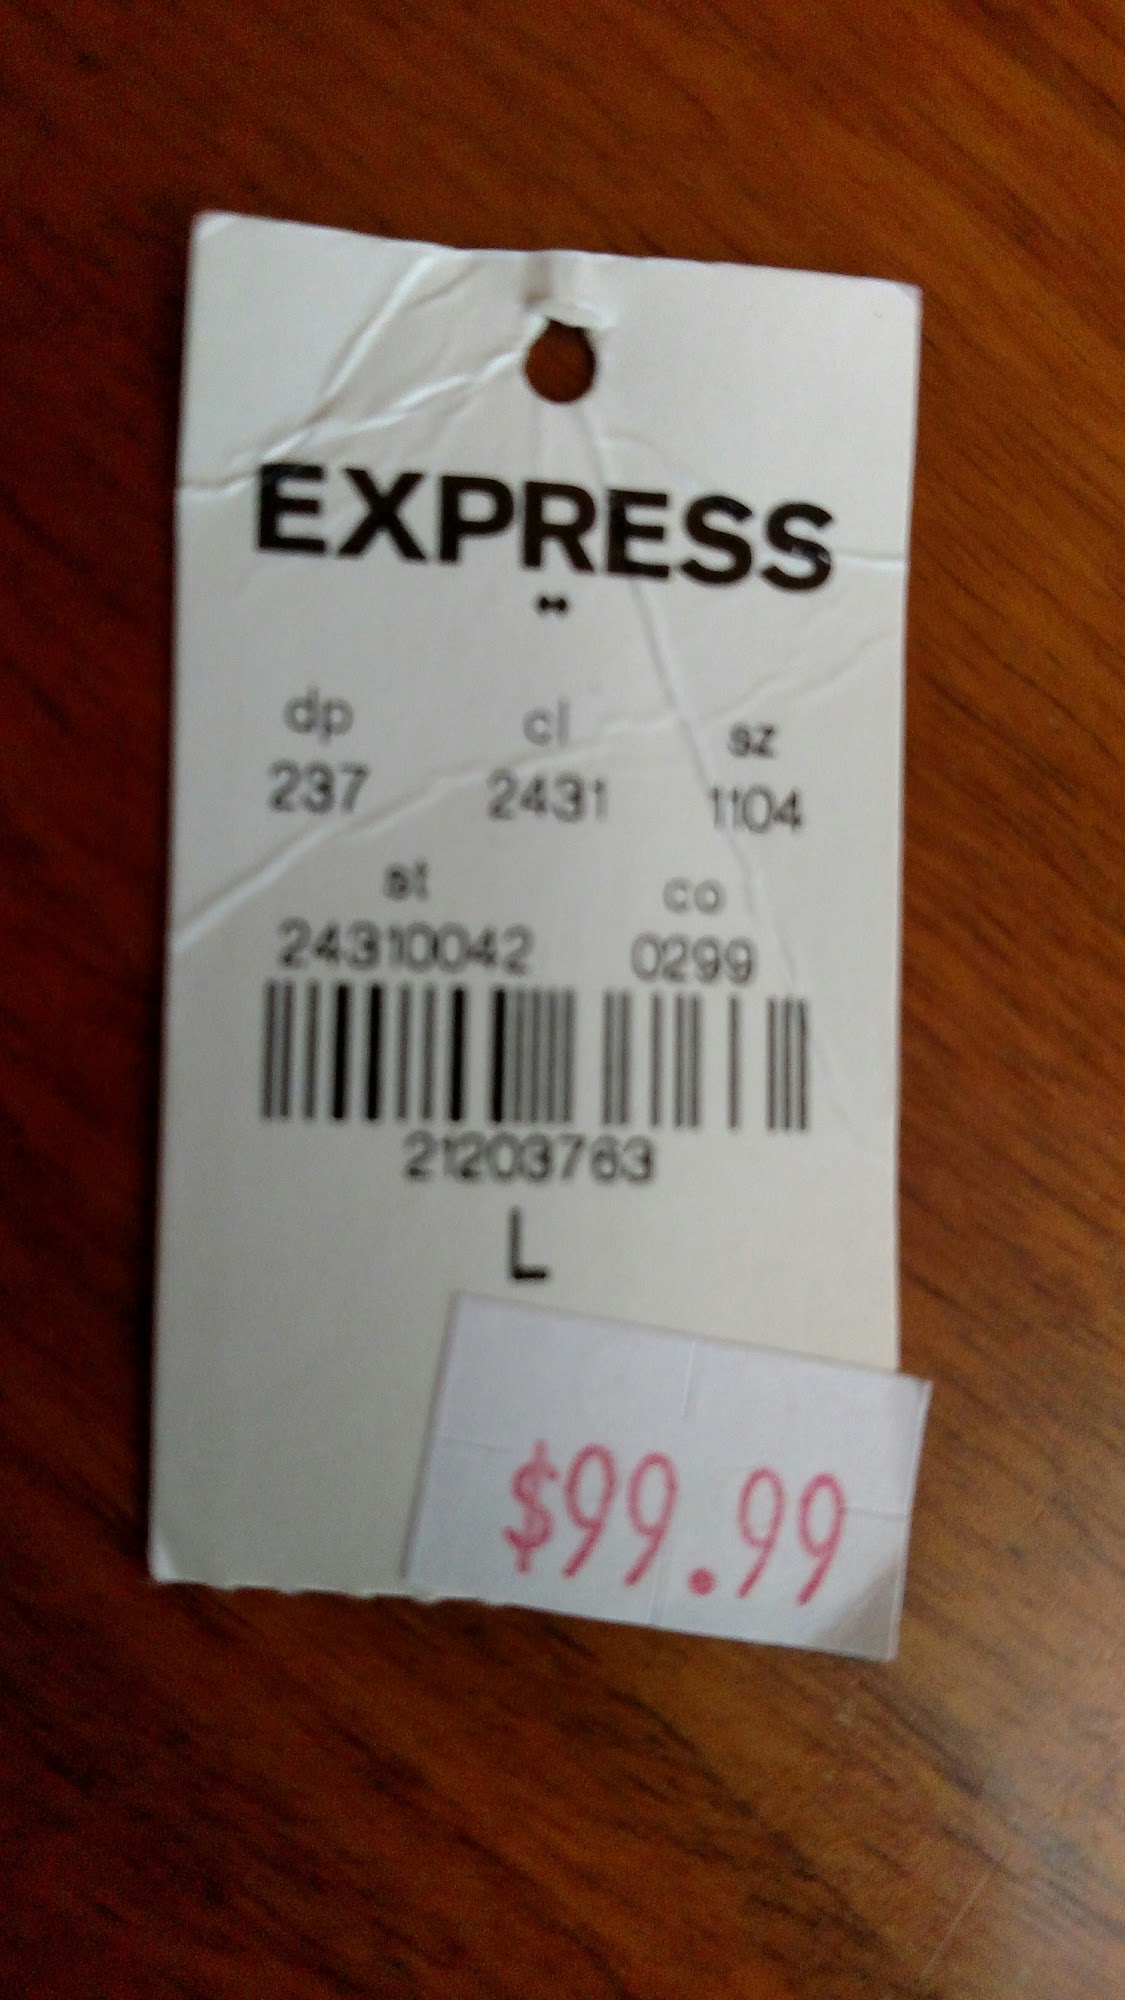 EXPRESS
dp cl sz
237 2431 1104
st co
24310042 0299
21203763
L
$99.99